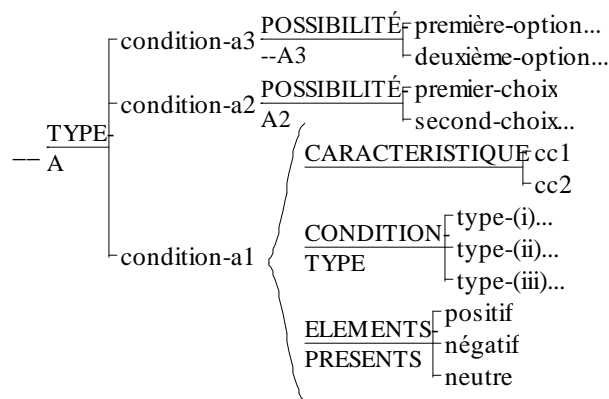 POSSIBILITÉ
première-option...
condition-a3
--A3
deuxième-option...
POSSIBILITÉ
premier-choix
condition-a2
A2
second-choix...
TYPE
A
CARACTERISTIQUE
cc1
cc2
condition-a1
CONDITION
TYPE
type-(i)...
type-(ii)...
type-(iii)...
ELEMENTS
PRESENTS
positif
négatif
neutre